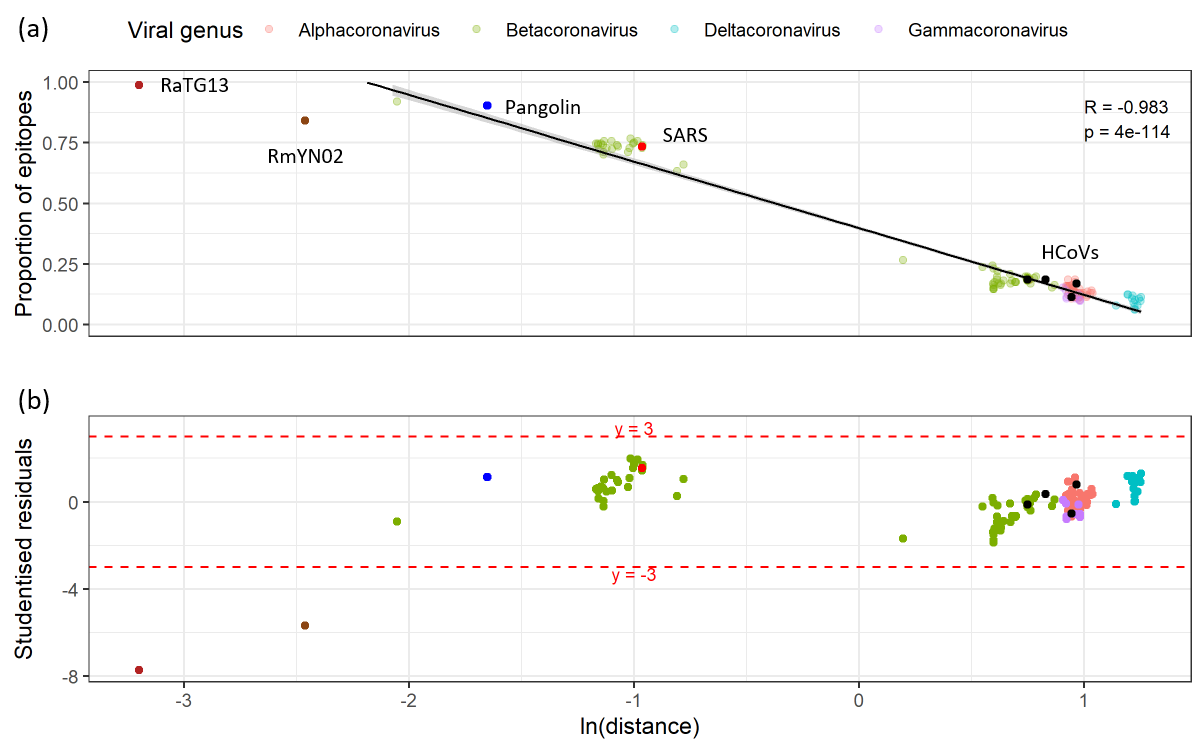 (a)
Viral genus Alphacoronavirus Betacoronavirus Deltacoronavirus Gammacoronavirus
Proportion of epitopes
1.00
0.75
0.50
0.25
0.00
RaTG13
RmYN02
Pangolin
SARS
HCoVs
R = -0.983
p = 4e-114
(b)
Studentised residuals
0
-4
-8
y = 3
y = -3
-3 -2 -1 0 1
ln(distance)